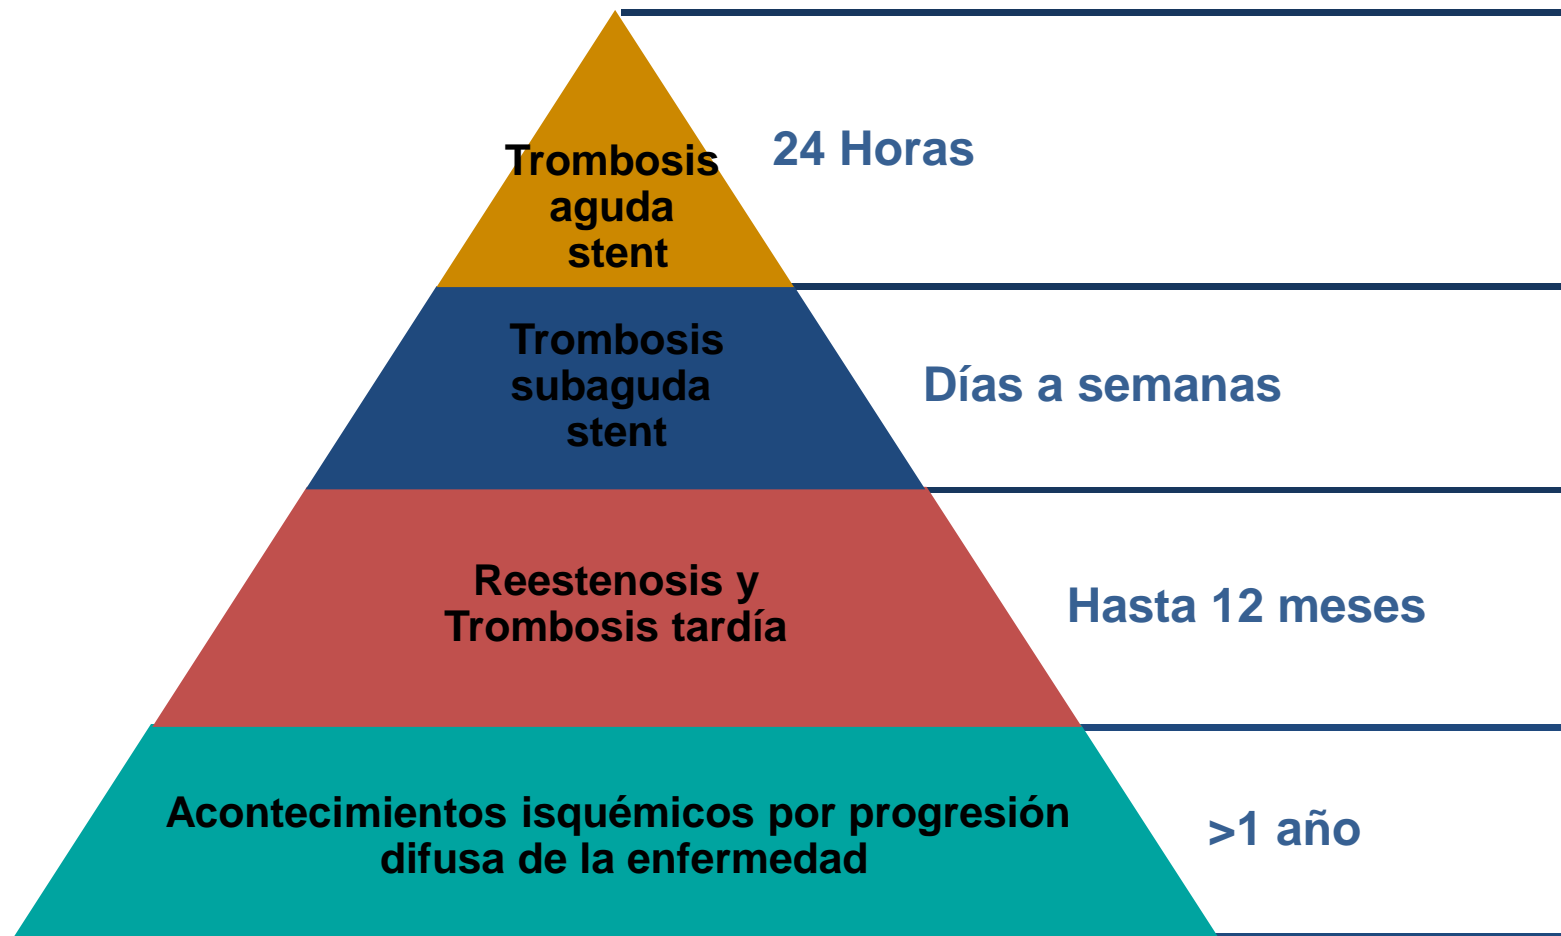 Trombosis
aguda
stent
24 Horas
Trombosis
subaguda
stent
Días a semanas
Reestenosis y
Trombosis tardía
Hasta 12 meses
Acontecimientos isquémicos por progresión
difusa de la enfermedad
>1 año